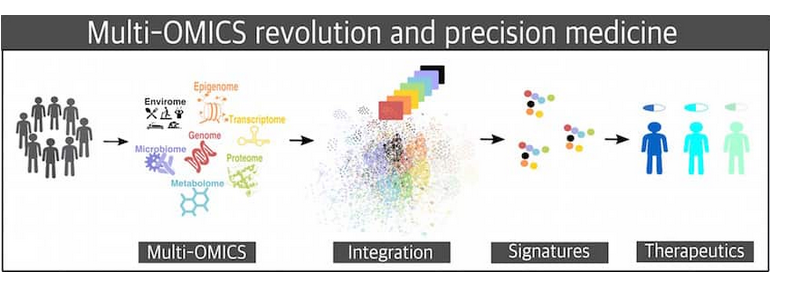 Multi-OMICS revolution and precision medicine
Epigenome
Envirome
Transcriptome
Genome
Microbiome
Proteome
Metabolome
Multi-OMICS
Integration
Signatures
Therapeutics